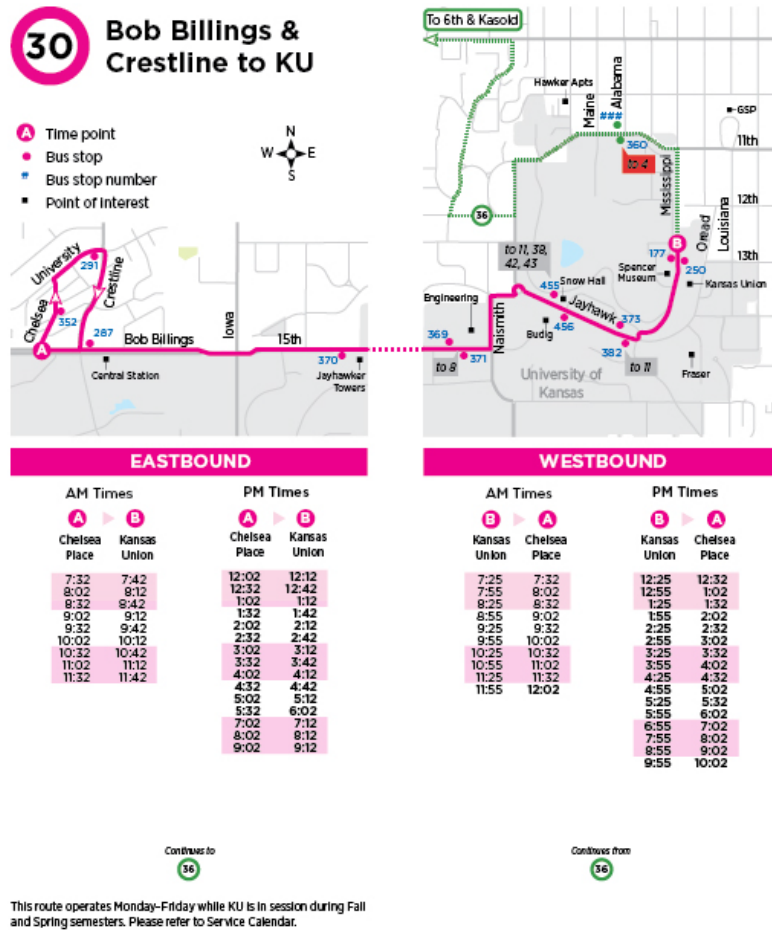 30
Bob Billings &
Crestline to KU
A Time point
Bus stop
# Bus stop number
Point of interest
N
W E
S
To 6th & Kasold
Hawker Apts
Maine
Alabama
###
360
to 4
GSP
11th
Mississippi
12th
36
Oread
Louisiana
B
13th
177
250
Spencer
Museum
Kansas Union
to 11, 38,
42, 43
455
Snow Hall
Jayhawk
373
456
Budig
382
to 11
Fraser
University of
Kansas
Engineering
369
371
to 8
Naismith
University
291
Crestline
Chelsea
352
287
A
Bob Billings
Iowa
15th
370
Central Station
Jayhawker
Towers
EASTBOUND
AM Times
A B
Chelsea Kansas
Place Union
7:32 7:42
8:02 8:12
8:32 8:42
9:02 9:12
9:32 9:42
10:02 10:12
10:32 10:42
11:02 11:12
11:32 11:42
PM Times
A B
Chelsea Kansas
Place Union
12:02 12:12
12:32 12:42
1:02 1:12
1:32 1:42
2:02 2:12
2:32 2:42
3:02 3:12
3:32 3:42
4:02 4:12
4:32 4:42
5:02 5:12
5:32 6:02
7:02 7:12
8:02 8:12
9:02 9:12
Continues to
36
WESTBOUND
AM Times
B A
Kansas Chelsea
Union Place
7:25 7:32
7:55 8:02
8:25 8:32
8:55 9:02
9:25 9:32
9:55 10:02
10:25 10:32
10:55 11:02
11:25 11:32
11:55 12:02
PM Times
B A
Kansas Chelsea
Union Place
12:25 12:32
12:55 1:02
1:25 1:32
1:55 2:02
2:25 2:32
2:55 3:02
3:25 3:32
3:55 4:02
4:25 4:32
4:55 5:02
5:25 5:32
5:55 6:02
6:55 7:02
7:55 8:02
8:55 9:02
9:55 10:02
Continues from
36
This route operates Monday–Friday while KU is in session during Fall
and Spring semesters. Please refer to Service Calendar.